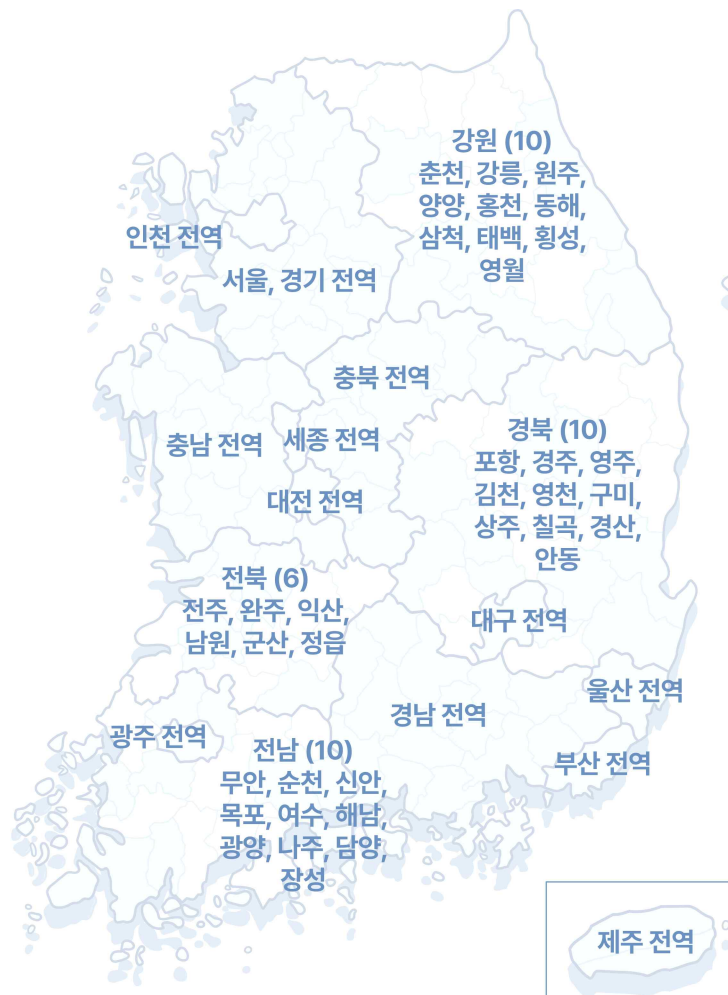 강원 (10)
춘천, 강릉, 원주,
양양, 홍천, 동해,
삼척, 태백, 횡성,
영월
인천 전역
서울, 경기 전역
충북 전역
충남 전역
세종 전역
대전 전역
경북 (10)
포항, 경주, 영주,
김천, 영천, 구미,
상주, 칠곡, 경산,
안동
전북 (6)
전주, 완주, 익산,
남원, 군산, 정읍
대구 전역
울산 전역
경남 전역
광주 전역
부산 전역
전남 (10)
무안, 순천, 신안,
목포, 여수, 해남,
광양, 나주, 담양,
장성
제주 전역